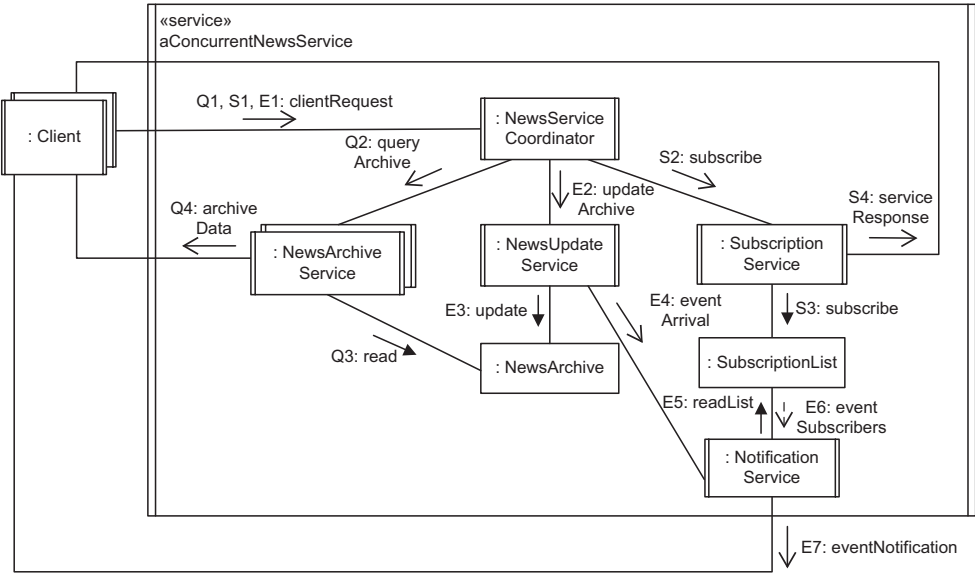 «service»
aConcurrentNewsService
Q1, S1, E1: clientRequest
: Client
: NewsService
Coordinator
Q2: query
Archive
S2: subscribe
E2: update
Archive
S4: service
Response
Q4: archive
Data
: NewsArchive
Service
: NewsUpdate
Service
: Subscription
Service
E3: update
E4: event
Arrival
S3: subscribe
Q3: read
: NewsArchive
: SubscriptionList
E5: readList
E6: event
Subscribers
: Notification
Service
E7: eventNotification